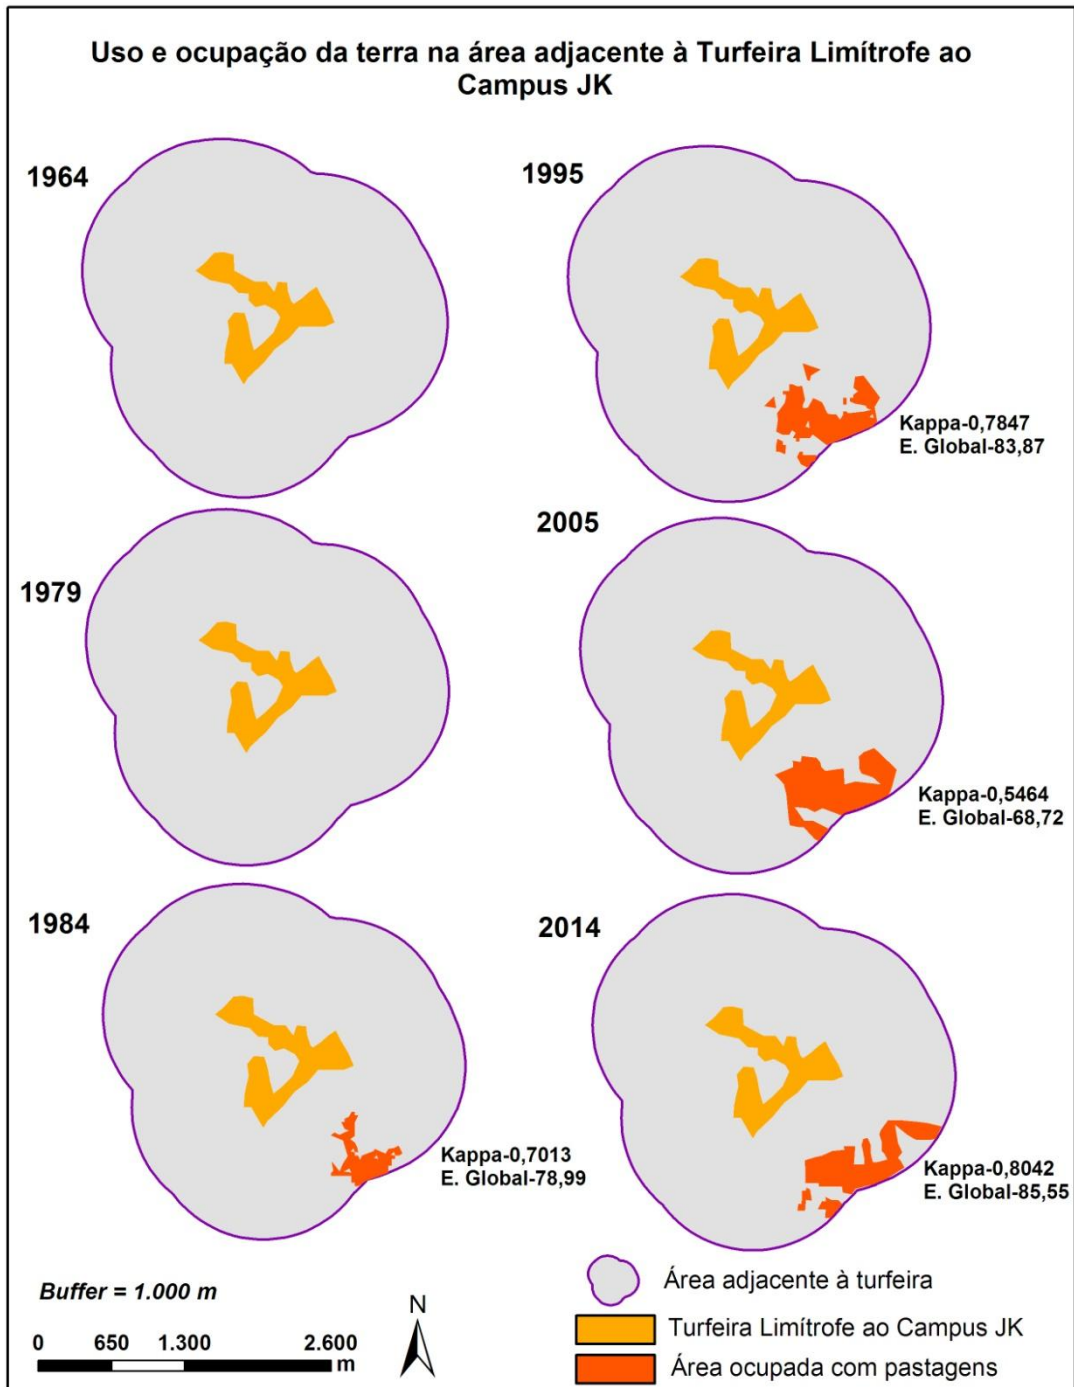 Uso e ocupação da terra na área adjacente à Turfeira Limítrofe ao
Campus JK
1964
1995
Kappa-0,7847
E. Global-83,87
1979
2005
Kappa-0,5464
E. Global-68,72
1984
Kappa-0,7013
E. Global-78,99
2014
Kappa-0,8042
E. Global-85,55
Buffer = 1.000 m
0 650 1.300 2.600
m
N
Área adjacente à turfeira
Turfeira Limítrofe ao Campus JK
Área ocupada com pastagens